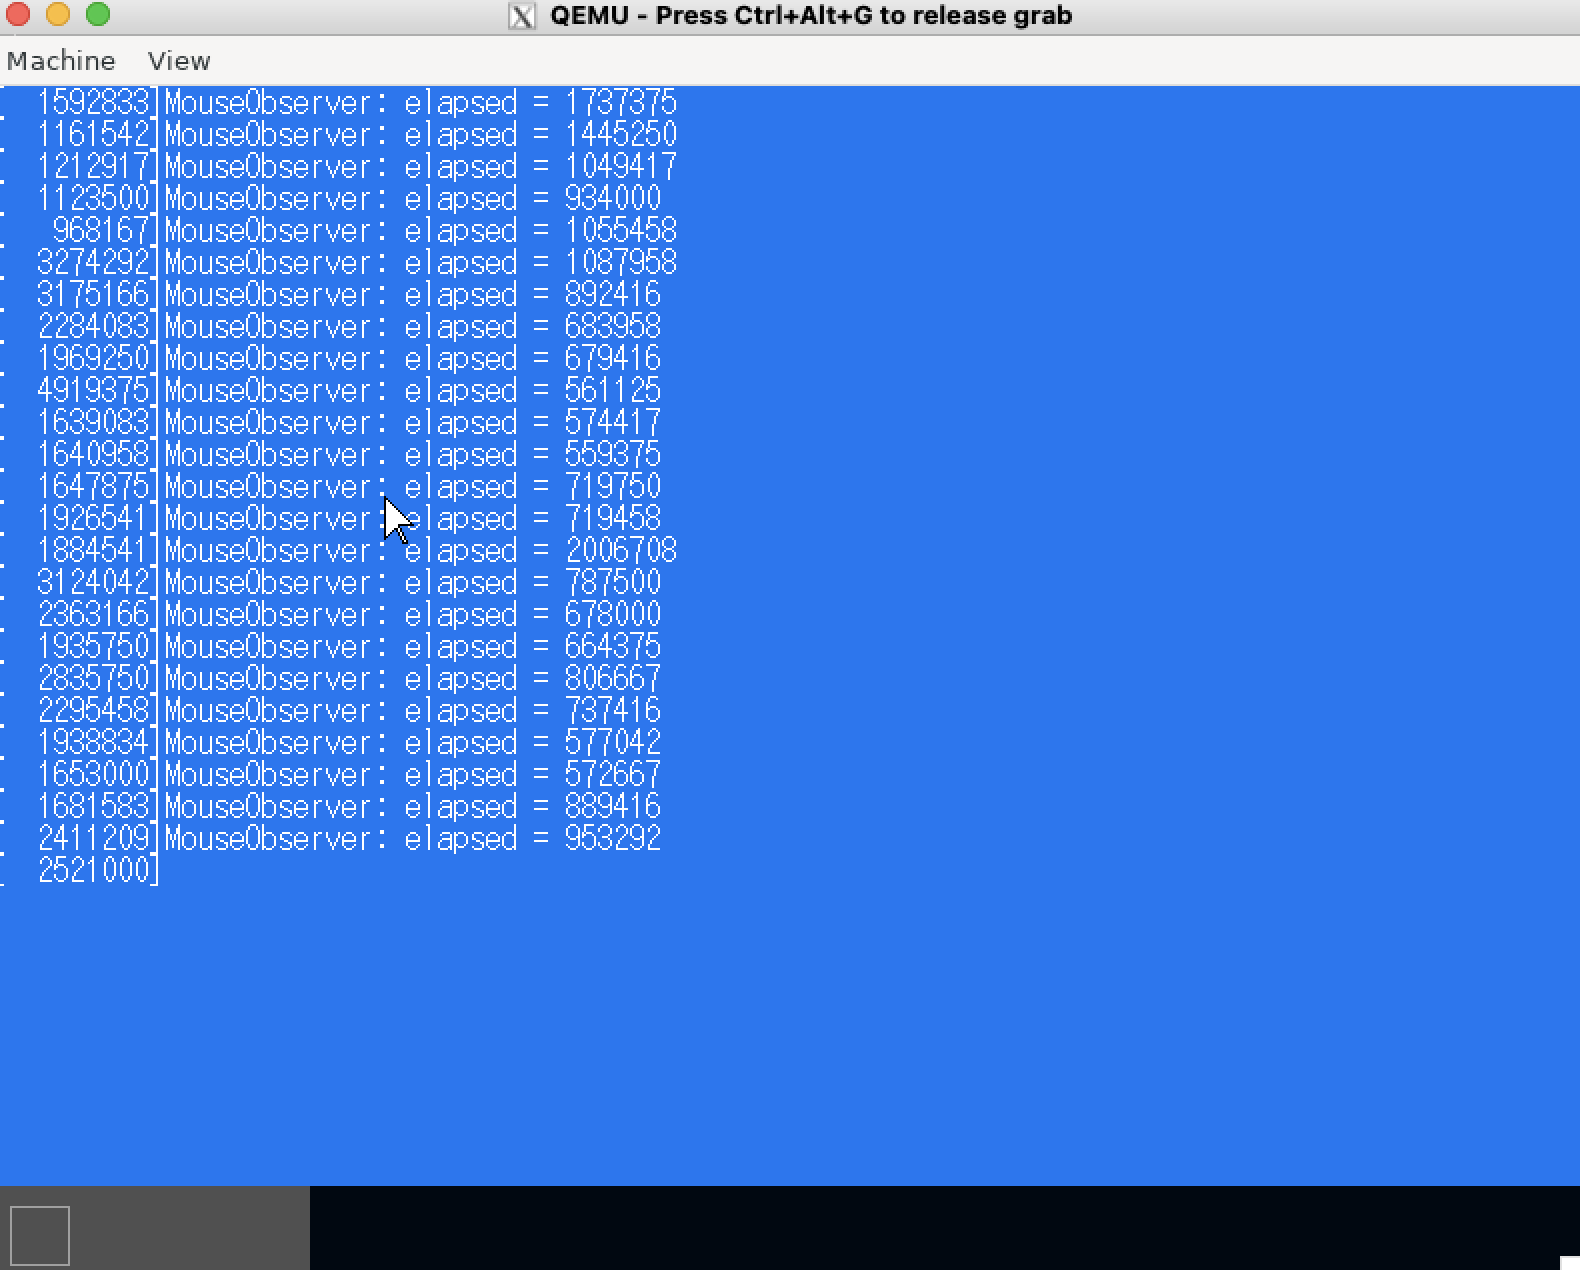 QEMU - Press Ctrl+Alt+G to release grab
Machine View
[ 1592833]MouseObserver: elapsed = 1737375
[ 1161542]MouseObserver: elapsed = 1445250
[ 1212917]MouseObserver: elapsed = 1049417
[ 1123500]MouseObserver: elapsed = 934000
[ 968167]MouseObserver: elapsed = 1055458
[ 3274292]MouseObserver: elapsed = 1087958
[ 3175166]MouseObserver: elapsed = 892416
[ 2284083]MouseObserver: elapsed = 683958
[ 1969250]MouseObserver: elapsed = 679416
[ 4919375]MouseObserver: elapsed = 561125
[ 1639083]MouseObserver: elapsed = 574417
[ 1640958]MouseObserver: elapsed = 559375
[ 1647875]MouseObserver: elapsed = 719750
[ 1926541]MouseObserver: elapsed = 719458
[ 1884541]MouseObserver: elapsed = 2006708
[ 3124042]MouseObserver: elapsed = 787500
[ 2363166]MouseObserver: elapsed = 678000
[ 1935750]MouseObserver: elapsed = 664375
[ 2835750]MouseObserver: elapsed = 806667
[ 2295458]MouseObserver: elapsed = 737416
[ 1938834]MouseObserver: elapsed = 577042
[ 1653000]MouseObserver: elapsed = 572667
[ 1681583]MouseObserver: elapsed = 889416
[ 2411209]MouseObserver: elapsed = 953292
[ 2521000]